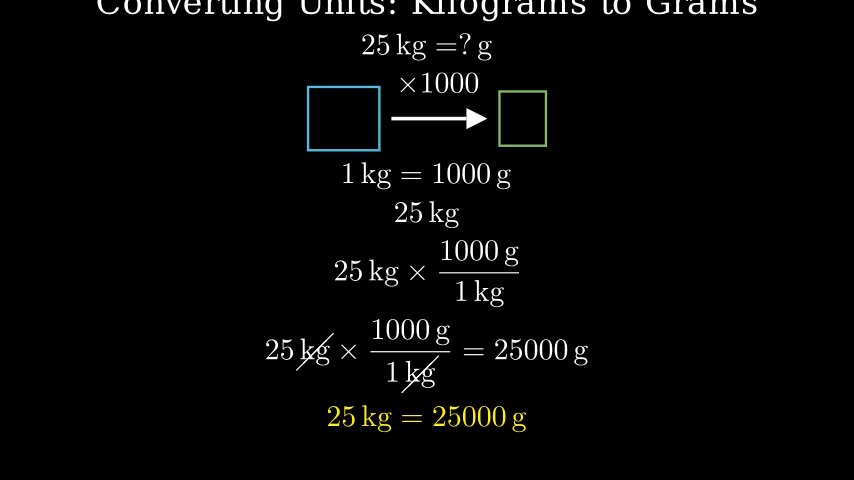 Converting Units: Kilograms to Grams
25 kg =? g
×1000
1 kg = 1000 g
25 kg
25 kg × 1000 g / 1 kg
25 kg × 1000 g / 1 kg = 25000 g
25 kg = 25000 g